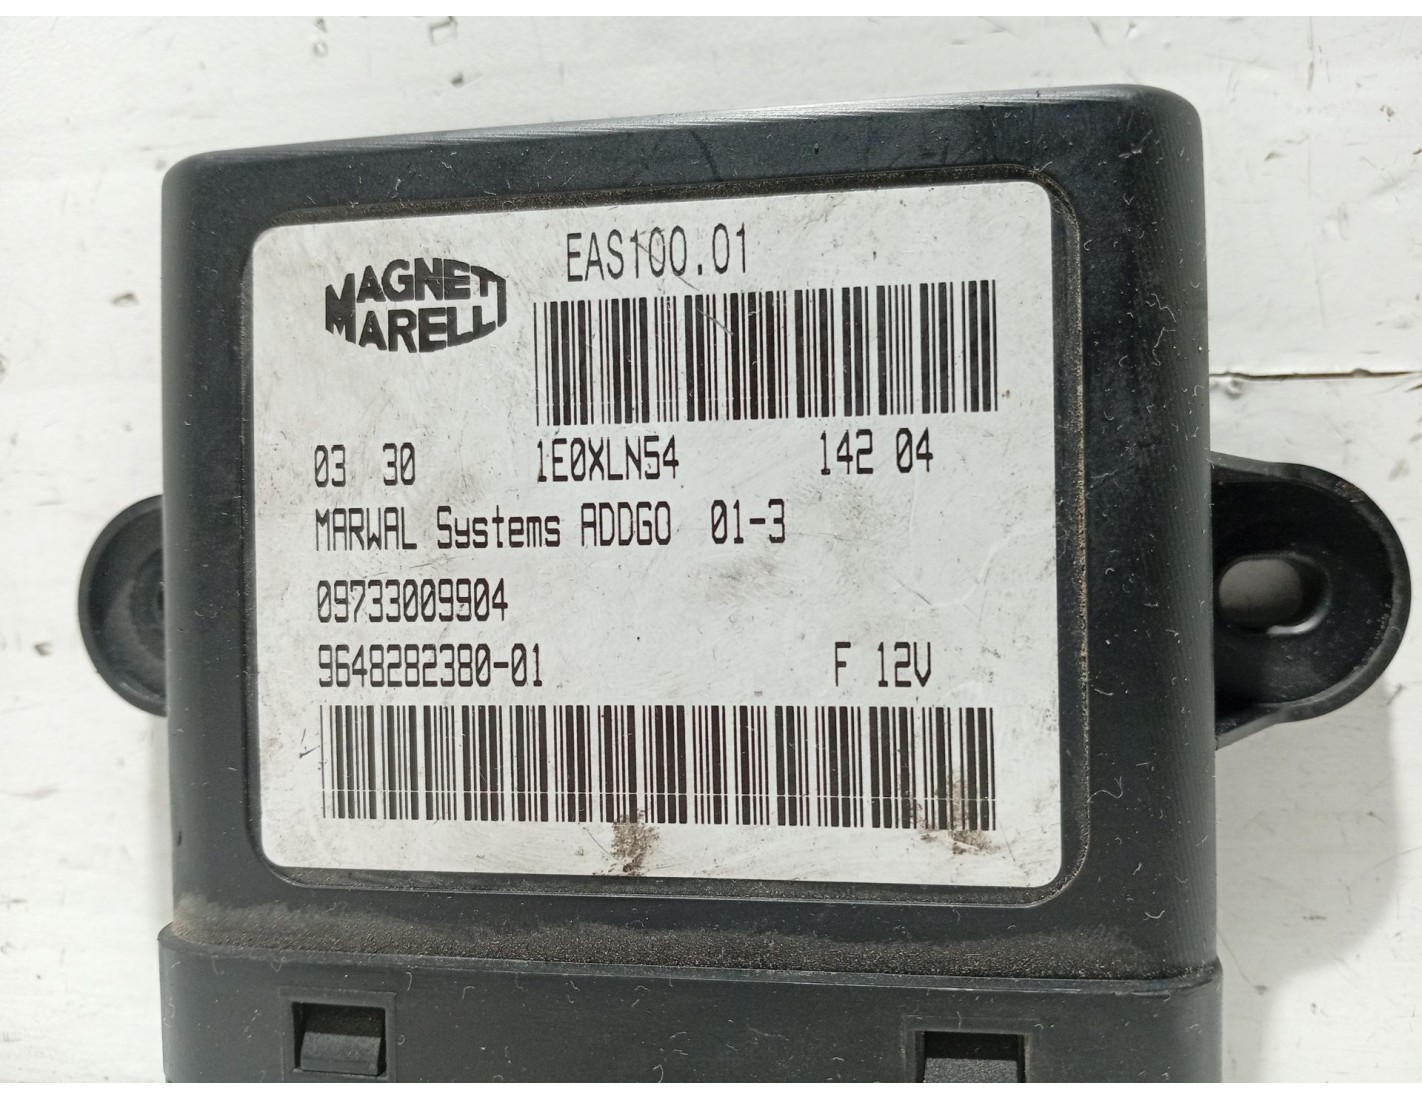 EAS100.01
MAGNETI
MARELLI
03 30 1E0XLN54 142 04
MARWAL Systems ADDGO 01-3
09733009904
9648282380-01 F 12V